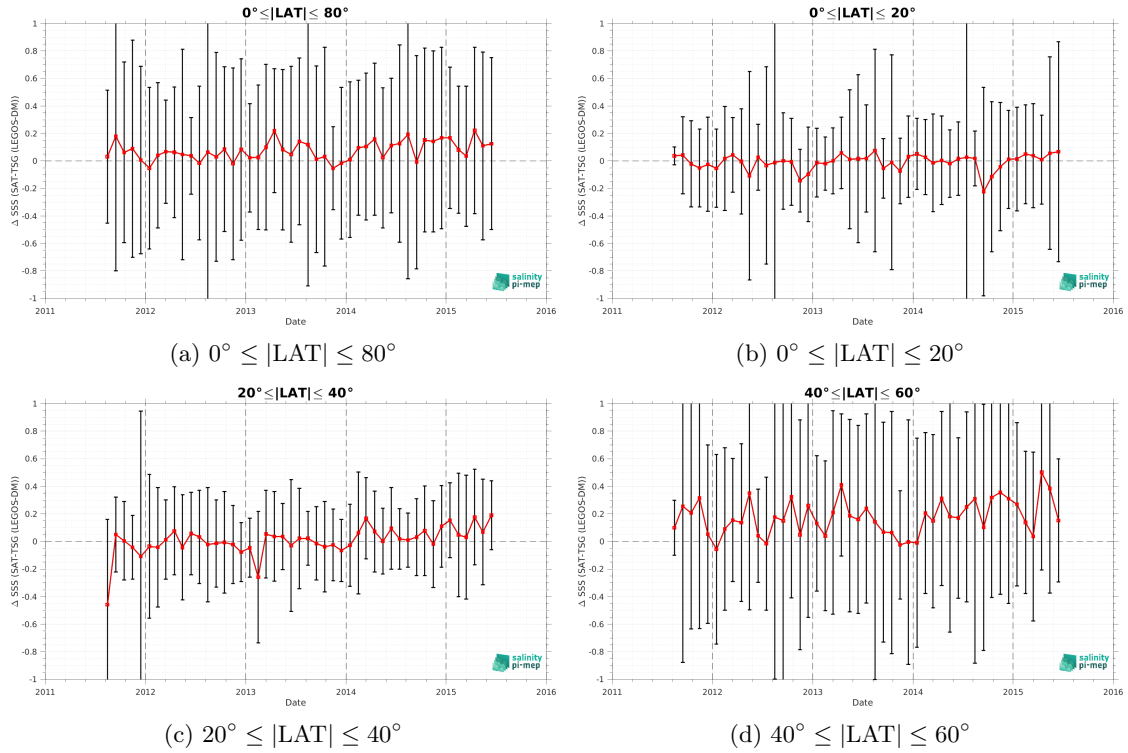 0°≤|LAT|≤ 80°
Δ SSS (SAT-TSG (LEGOS-DM))
1
0.8
0.6
0.4
0.2
0
-0.2
-0.4
-0.6
-0.8
-1
2011
2012
2013
2014
2015
2016
Date
salinity
pi-mep
(a) 0° ≤ |LAT| ≤ 80°
0°≤|LAT|≤ 20°
Δ SSS (SAT-TSG (LEGOS-DM))
1
0.8
0.6
0.4
0.2
0
-0.2
-0.4
-0.6
-0.8
-1
2011
2012
2013
2014
2015
2016
Date
salinity
pi-mep
(b) 0° ≤ |LAT| ≤ 20°
20°≤|LAT|≤ 40°
Δ SSS (SAT-TSG (LEGOS-DM))
1
0.8
0.6
0.4
0.2
0
-0.2
-0.4
-0.6
-0.8
-1
2011
2012
2013
2014
2015
2016
Date
salinity
pi-mep
(c) 20° ≤ |LAT| ≤ 40°
40°≤|LAT|≤ 60°
Δ SSS (SAT-TSG (LEGOS-DM))
1
0.8
0.6
0.4
0.2
0
-0.2
-0.4
-0.6
-0.8
-1
2011
2012
2013
2014
2015
2016
Date
salinity
pi-mep
(d) 40° ≤ |LAT| ≤ 60°